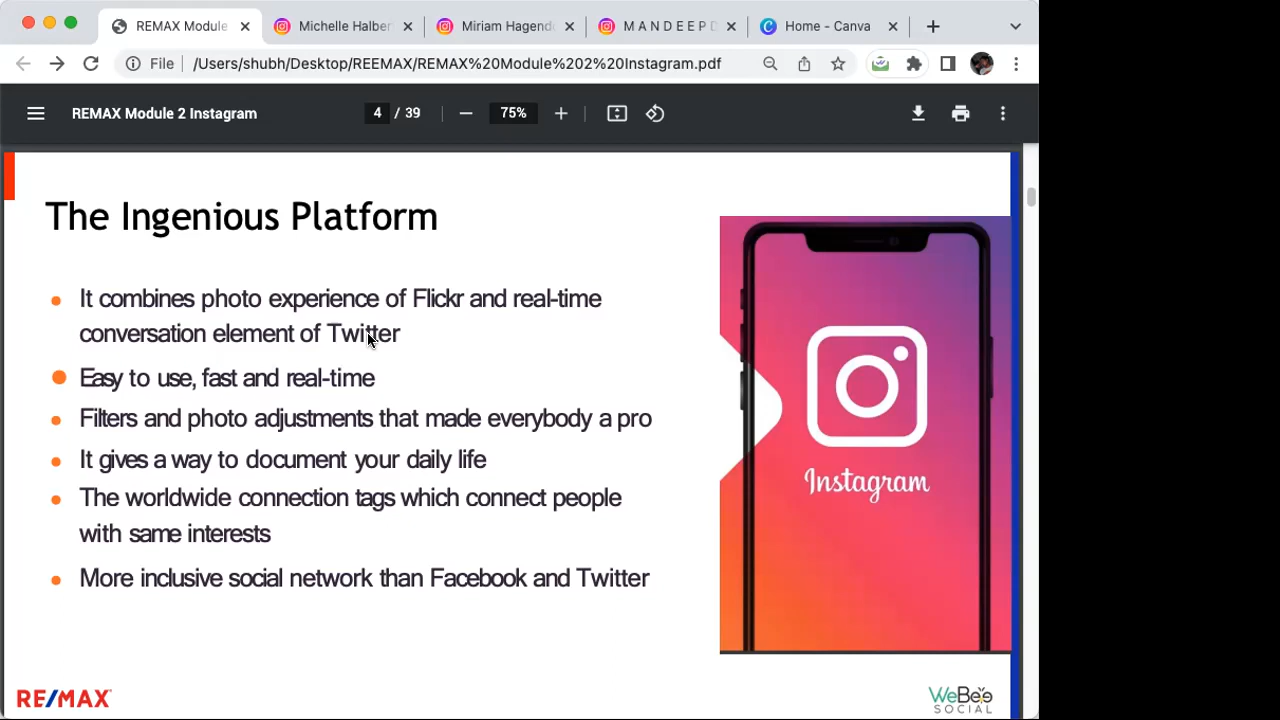 REMAX Module
Michelle Halber
Miriam Hagend
M A N D E E P D
Home - Canva
File
/Users/shubh/Desktop/REEMAX/REMAX%20Module%202%20Instagram.pdf
REMAX Module 2 Instagram
4 / 39
75%
The Ingenious Platform
It combines photo experience of Flickr and real-time
conversation element of Twitter
Easy to use, fast and real-time
Filters and photo adjustments that made everybody a pro
It gives a way to document your daily life
The worldwide connection tags which connect people
with same interests
More inclusive social network than Facebook and Twitter
Instagram
RE/MAX
WeBee
SOCIAL